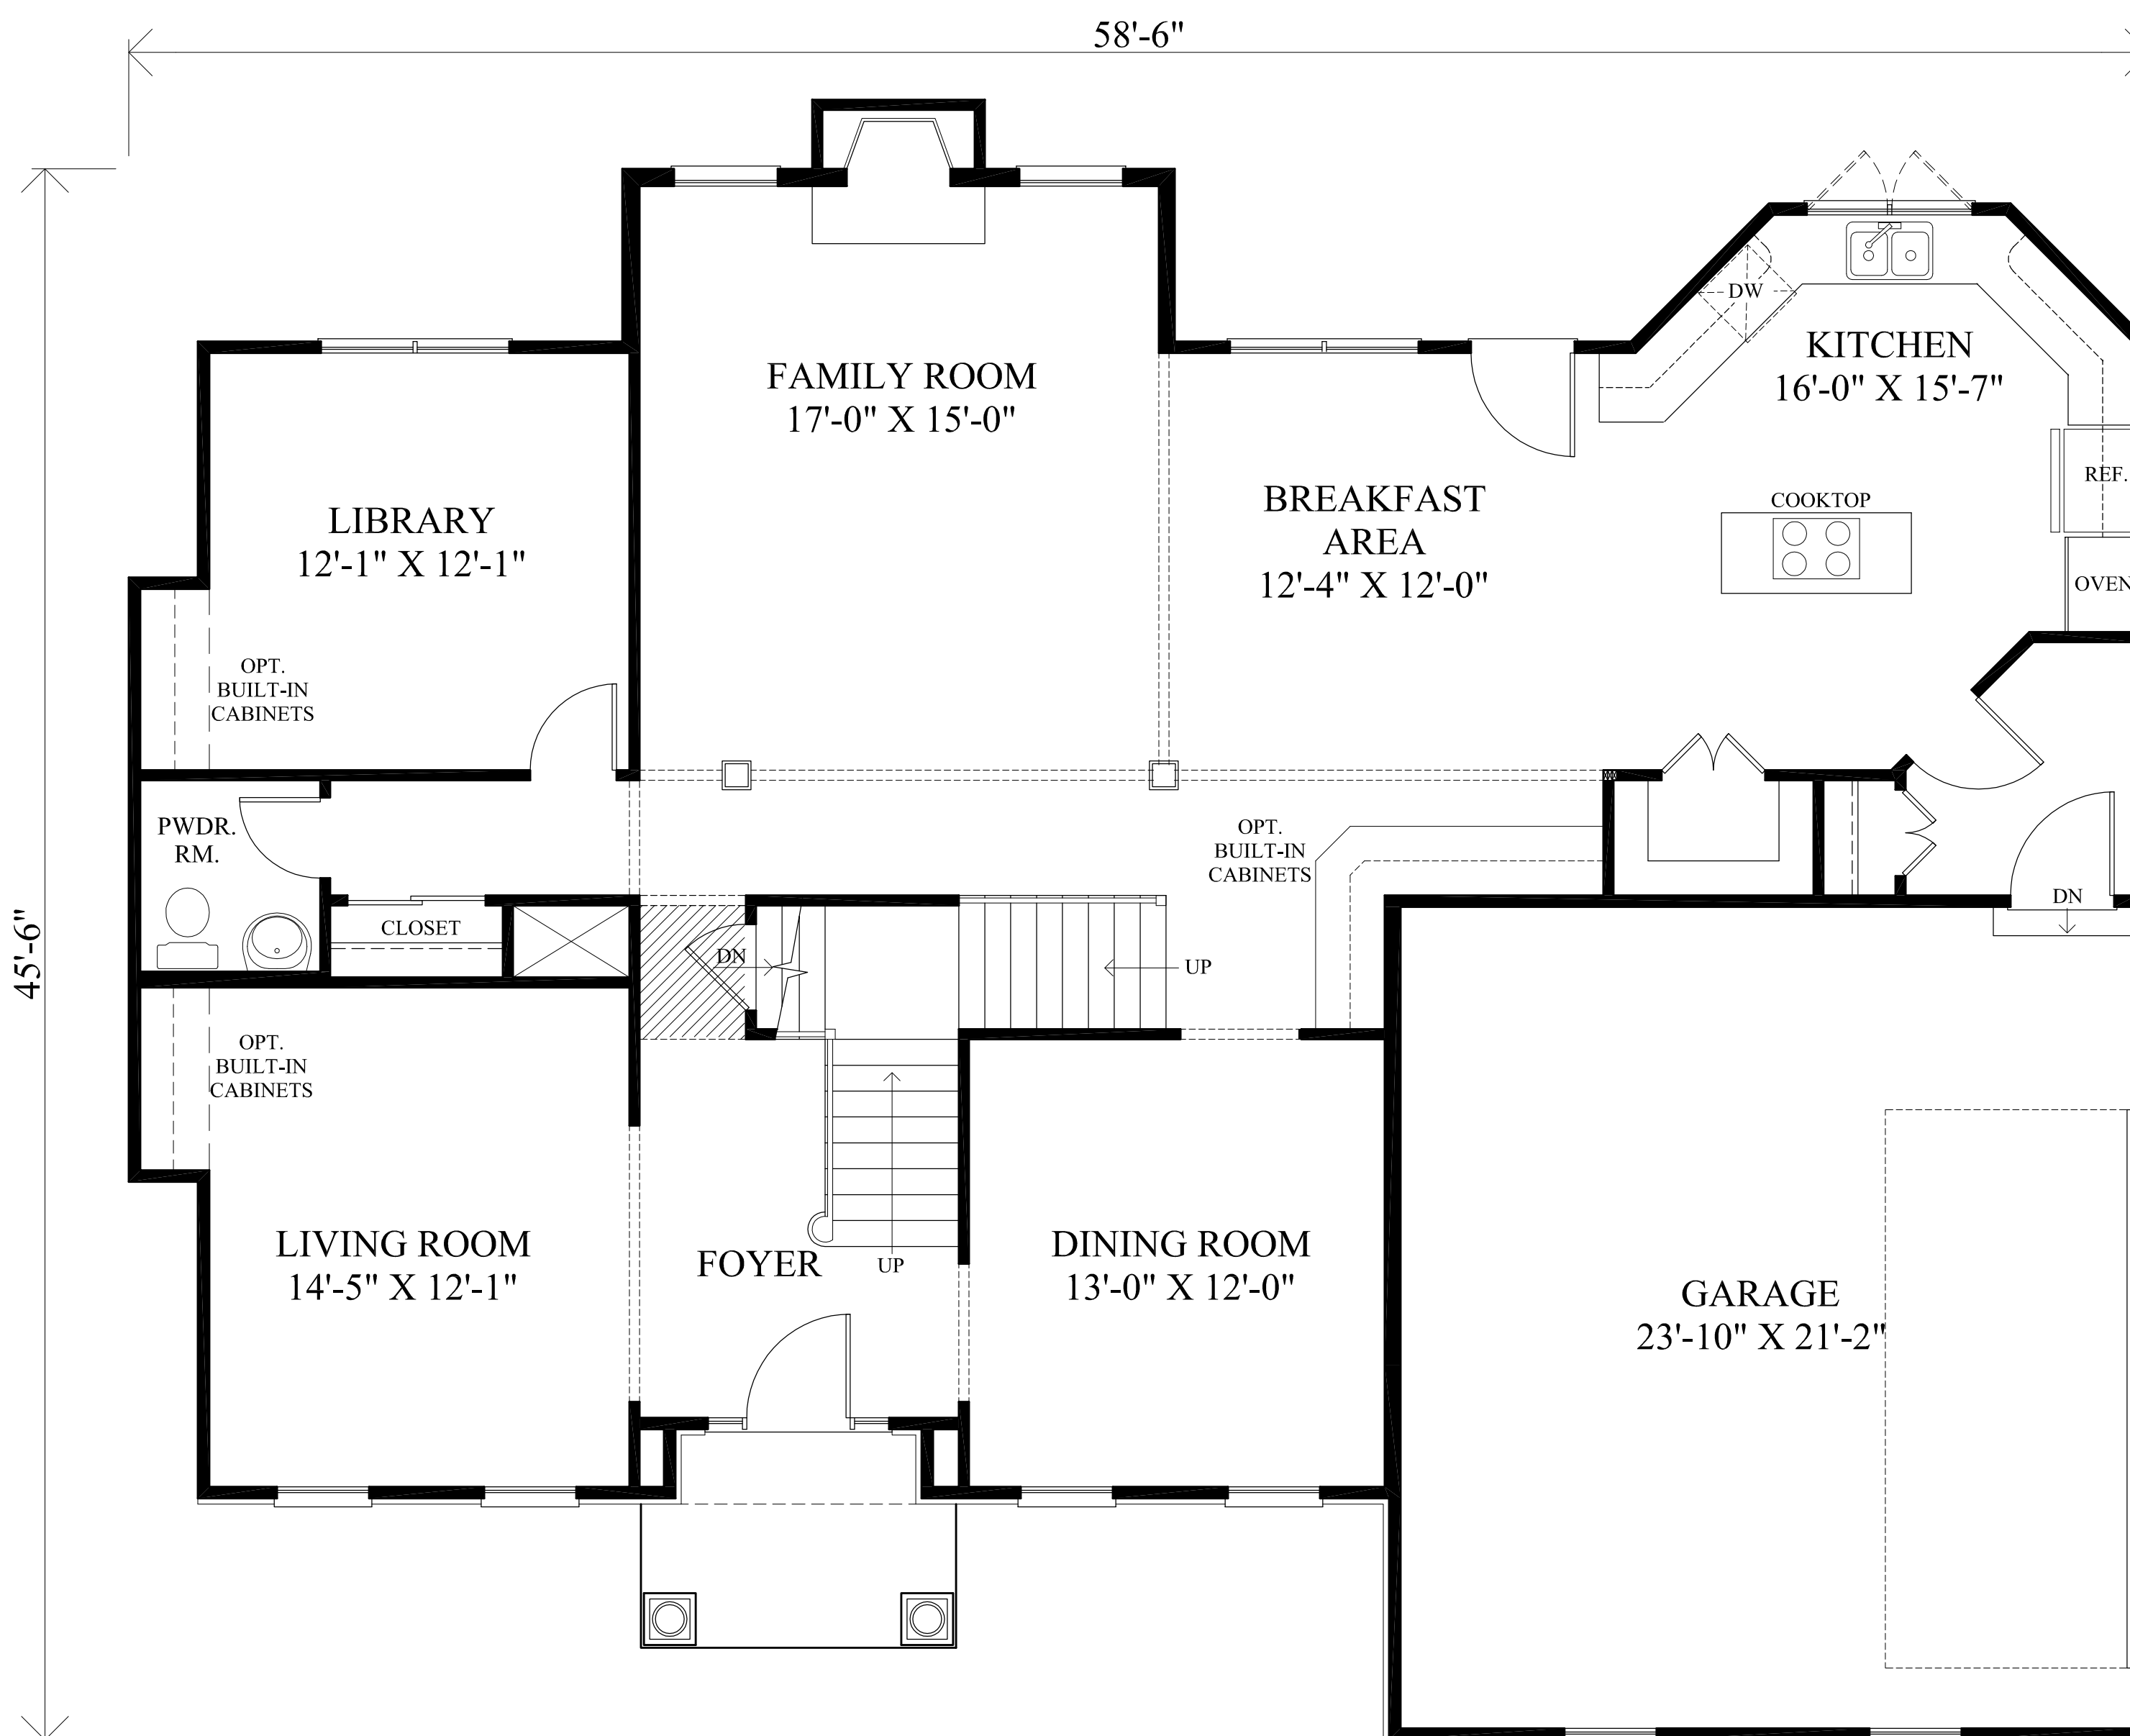 58'-6"
FAMILY ROOM
17'-0" X 15'-0"
DW
KITCHEN
16'-0" X 15'-7"
REF.
COOKTOP
OVEN
BREAKFAST
AREA
12'-4" X 12'-0"
LIBRARY
12'-1" X 12'-1"
OPT.
BUILT-IN
CABINETS
PWDR.
RM.
OPT.
BUILT-IN
CABINETS
CLOSET
DN
UP
DN
45'-6"
OPT.
BUILT-IN
CABINETS
LIVING ROOM
14'-5" X 12'-1"
FOYER
UP
DINING ROOM
13'-0" X 12'-0"
GARAGE
23'-10" X 21'-2"